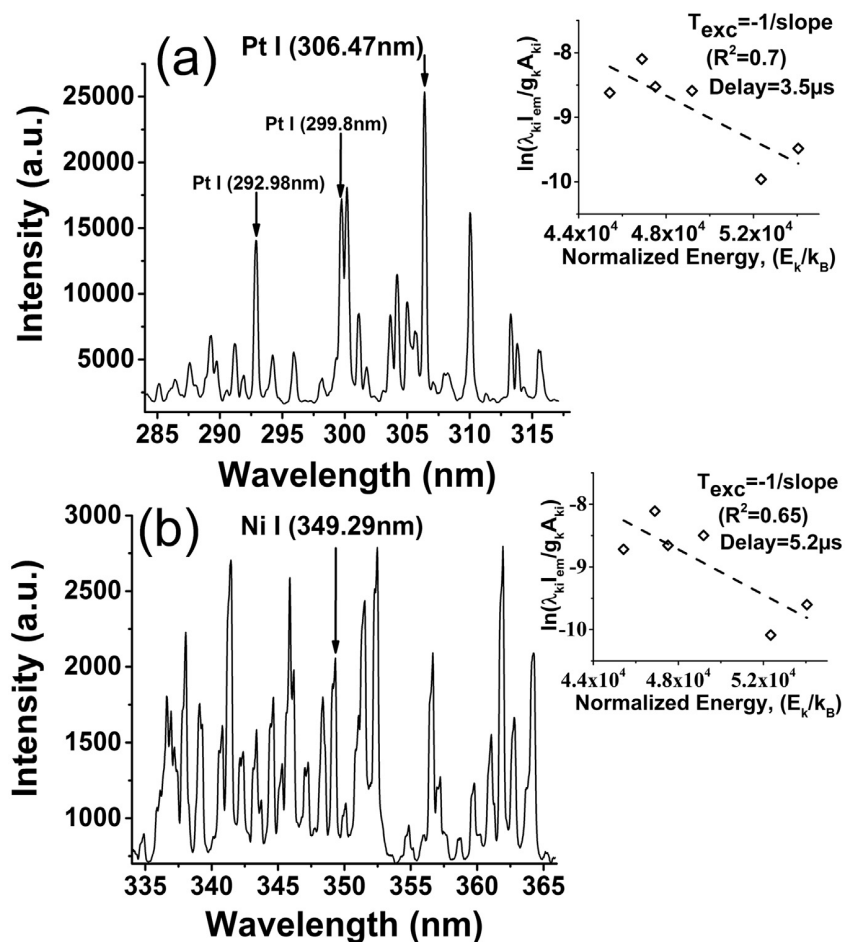 (a)
Pt I (306.47nm)
Pt I (299.8nm)
Pt I (292.98nm)
25000
20000
15000
10000
5000
Intensity (a.u.)
285 290 295 300 305 310 315
Wavelength (nm)
T_exc=-1/slope
(R²=0.7)
Delay=3.5μs
-8
-9
-10
ln(λ_ki I_em/g_k A_ki)
4.4x10⁴ 4.8x10⁴ 5.2x10⁴
Normalized Energy, (E_k/k_B)
(b)
Ni I (349.29nm)
3000
2500
2000
1500
1000
Intensity (a.u.)
335 340 345 350 355 360 365
Wavelength (nm)
T_exc=-1/slope
(R²=0.65)
Delay=5.2μs
-8
-9
-10
ln(λ_ki I_em/g_k A_ki)
4.4x10⁴ 4.8x10⁴ 5.2x10⁴
Normalized Energy, (E_k/k_B)